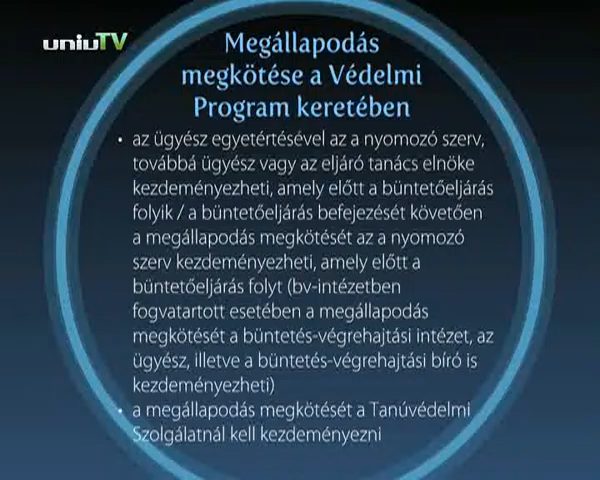 uniuTV
Megállapodás
megkötése a Védelmi
Program keretében
• az ügyész egyetértésével az a nyomozó szerv,
továbbá ügyész vagy az eljáró tanács elnöke
kezdeményezheti, amely előtt a büntetőeljárás
folyik / a büntetőeljárás befejezését követően
a megállapodás megkötését az a nyomozó
szerv kezdeményezheti, amely előtt a
büntetőeljárás folyt (bv-intézetben
fogvatartott esetében a megállapodás
megkötését a büntetés-végrehajtási intézet, az
ügyész, illetve a büntetés-végrehajtási bíró is
kezdeményezheti)
• a megállapodás megkötését a Tanúvédelmi
Szolgálatnál kell kezdeményezni